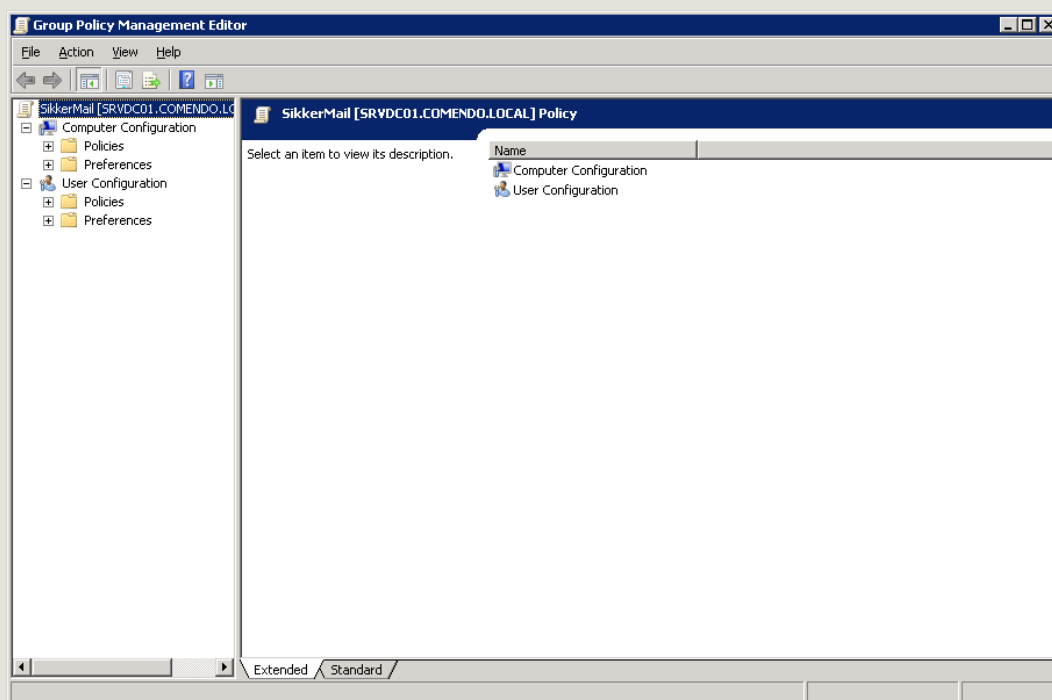 Group Policy Management Editor
File Action View Help
SikkerMail [SRVDC01.COMENDO.LO
Computer Configuration
Policies
Preferences
User Configuration
Policies
Preferences
SikkerMail [SRVDC01.COMENDO.LOCAL] Policy
Select an item to view its description.
Name
Computer Configuration
User Configuration
Extended Standard